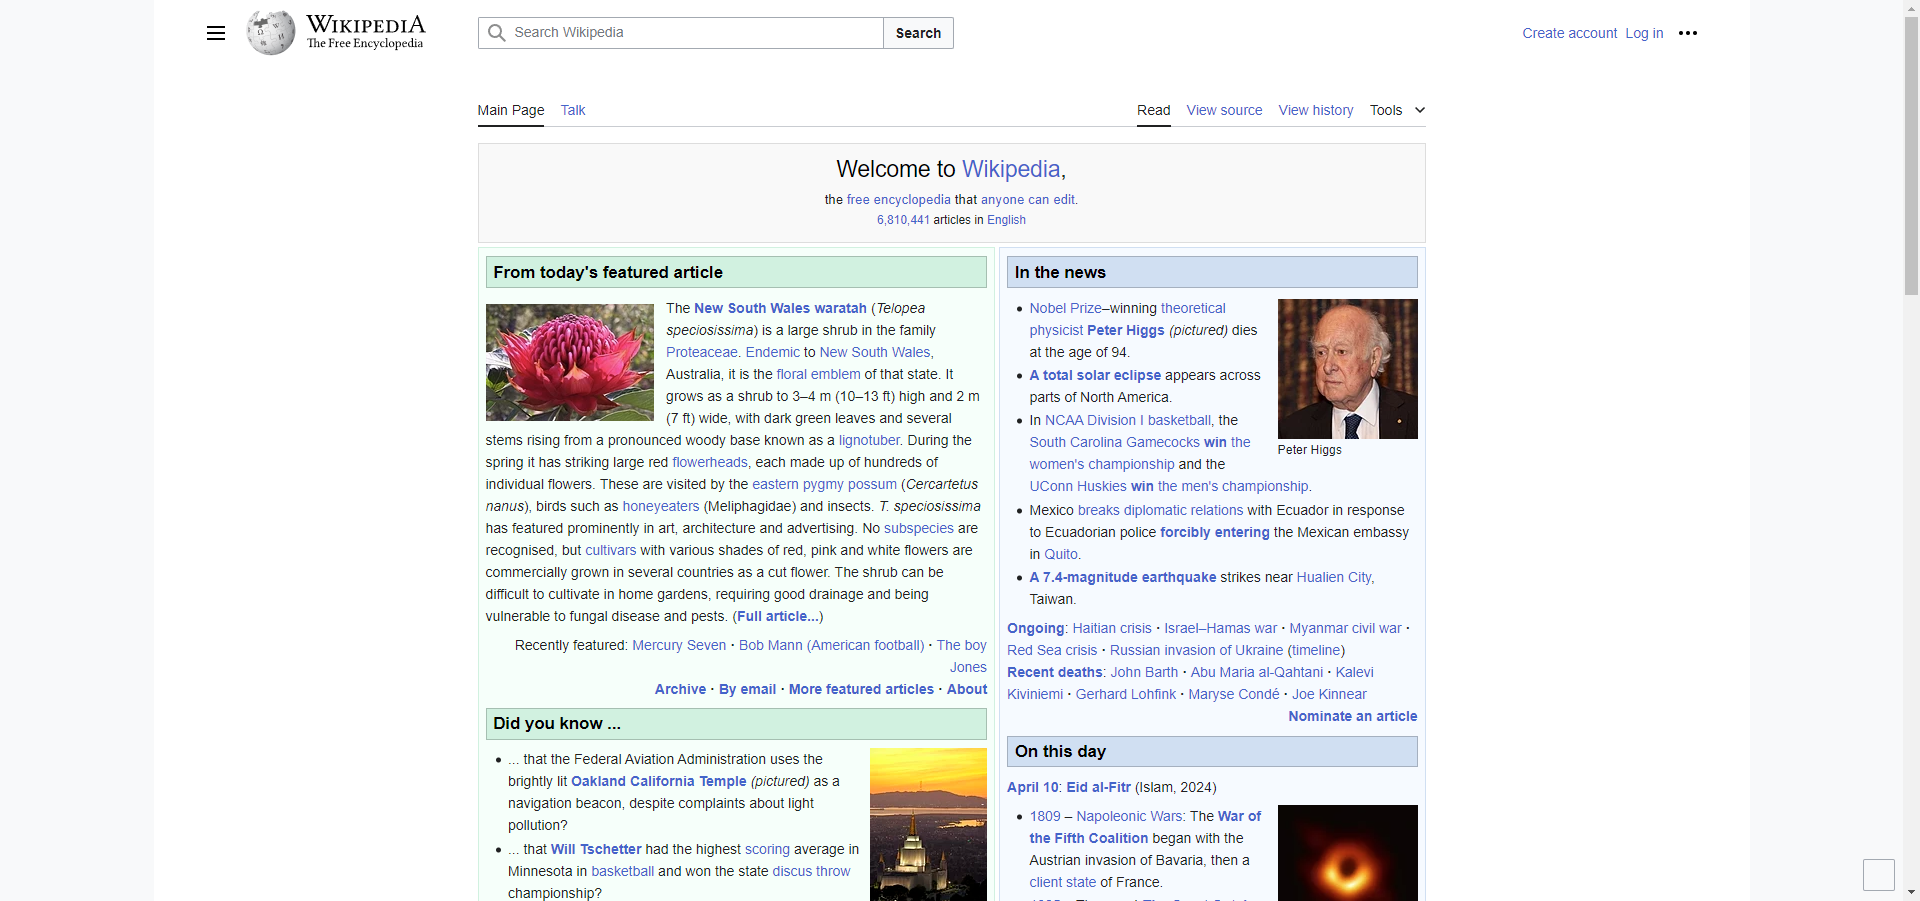 WIKIPEDIA
The Free Encyclopedia
Search Wikipedia
Search
Create account Log in
Main Page Talk
Read View source View history Tools
Welcome to Wikipedia,
the free encyclopedia that anyone can edit.
6,810,441 articles in English
From today's featured article
The New South Wales waratah (Telopea
speciosissima) is a large shrub in the family
Proteaceae. Endemic to New South Wales,
Australia, it is the floral emblem of that state. It
grows as a shrub to 3–4 m (10–13 ft) high and 2 m
(7 ft) wide, with dark green leaves and several
stems rising from a pronounced woody base known as a lignotuber. During the
spring it has striking large red flowerheads, each made up of hundreds of
individual flowers. These are visited by the eastern pygmy possum (Cercartetus
nanus), birds such as honeyeaters (Meliphagidae) and insects. T. speciosissima
has featured prominently in art, architecture and advertising. No subspecies are
recognised, but cultivars with various shades of red, pink and white flowers are
commercially grown in several countries as a cut flower. The shrub can be
difficult to cultivate in home gardens, requiring good drainage and being
vulnerable to fungal disease and pests. (Full article...)
Recently featured: Mercury Seven · Bob Mann (American football) · The boy
Jones
Archive · By email · More featured articles · About
Did you know ...
... that the Federal Aviation Administration uses the
brightly lit Oakland California Temple (pictured) as a
navigation beacon, despite complaints about light
pollution?
... that Will Tschetter had the highest scoring average in
Minnesota in basketball and won the state discus throw
championship?
In the news
Nobel Prize–winning theoretical
physicist Peter Higgs (pictured) dies
at the age of 94.
A total solar eclipse appears across
parts of North America.
In NCAA Division I basketball, the
South Carolina Gamecocks win the
women's championship and the
UConn Huskies win the men's championship.
Peter Higgs
Mexico breaks diplomatic relations with Ecuador in response
to Ecuadorian police forcibly entering the Mexican embassy
in Quito.
A 7.4-magnitude earthquake strikes near Hualien City,
Taiwan.
Ongoing: Haitian crisis · Israel–Hamas war · Myanmar civil war ·
Red Sea crisis · Russian invasion of Ukraine (timeline)
Recent deaths: John Barth · Abu Maria al-Qahtani · Kalevi
Kiviniemi · Gerhard Lohfink · Maryse Condé · Joe Kinnear
Nominate an article
On this day
April 10: Eid al-Fitr (Islam, 2024)
1809 – Napoleonic Wars: The War of
the Fifth Coalition began with the
Austrian invasion of Bavaria, then a
client state of France.